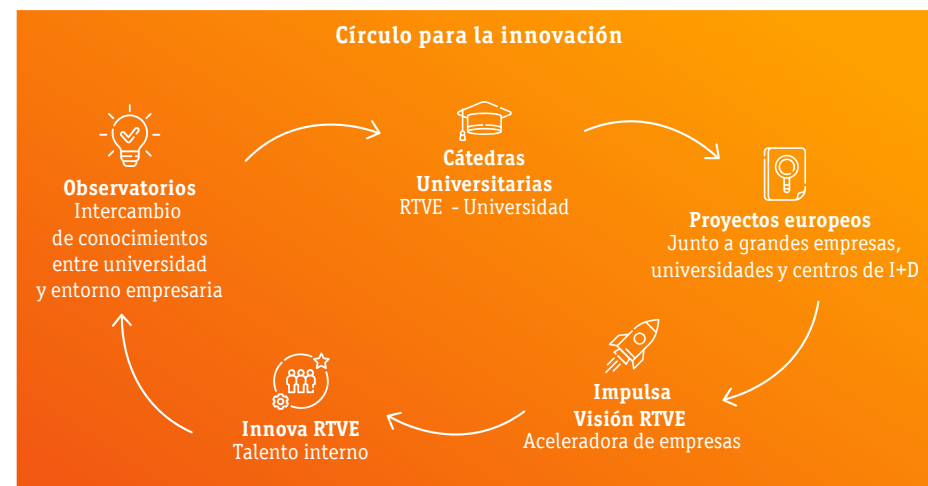 Círculo para la innovación
Observatorios
Intercambio
de conocimientos
entre universidad
y entorno empresaria
Cátedras
Universitarias
RTVE - Universidad
Proyectos europeos
Junto a grandes empresas,
universidades y centros de I+D
Impulsa
Visión RTVE
Aceleradora de empresas
Innova RTVE
Talento interno